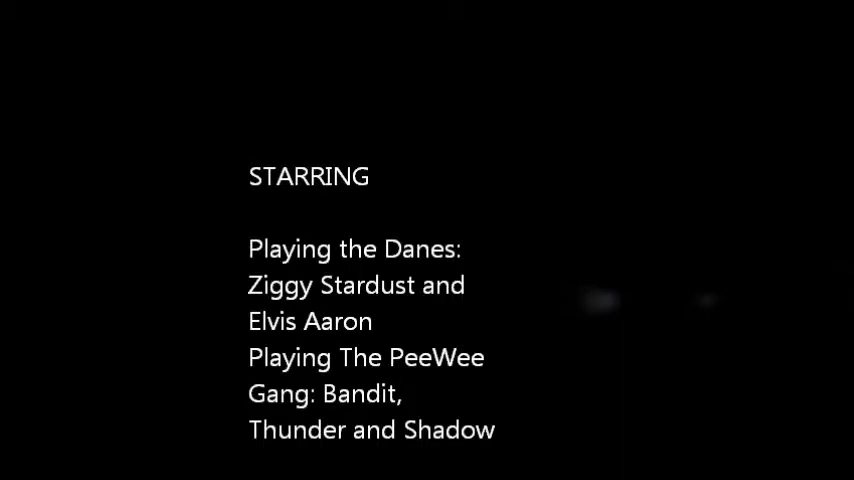 STARRING
Playing the Danes:
Ziggy Stardust and
Elvis Aaron
Playing The PeeWee
Gang: Bandit,
Thunder and Shadow